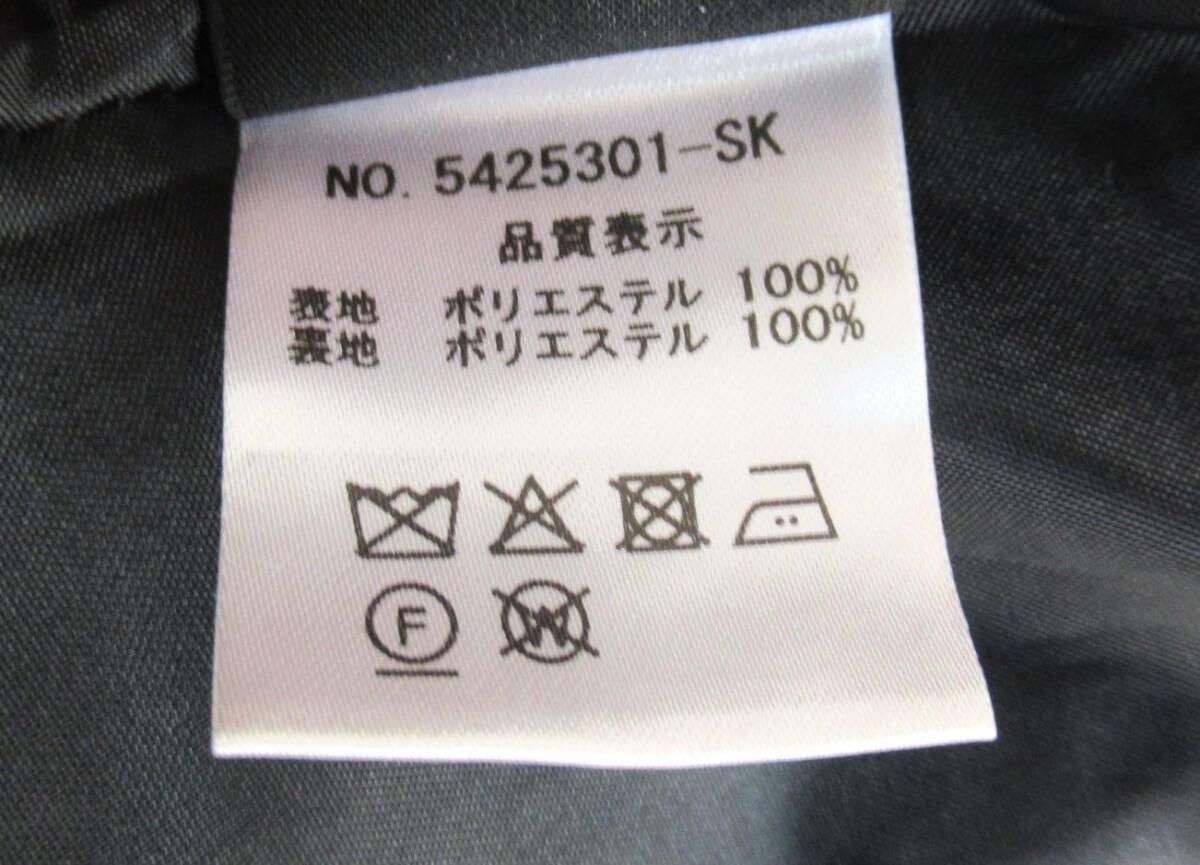 NO. 5425301-SK
品質表示
表地 ポリエステル 100%
裏地 ポリエステル 100%
F
W